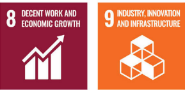 8 DECENT WORK AND
ECONOMIC GROWTH
9 INDUSTRY, INNOVATION
AND INFRASTRUCTURE